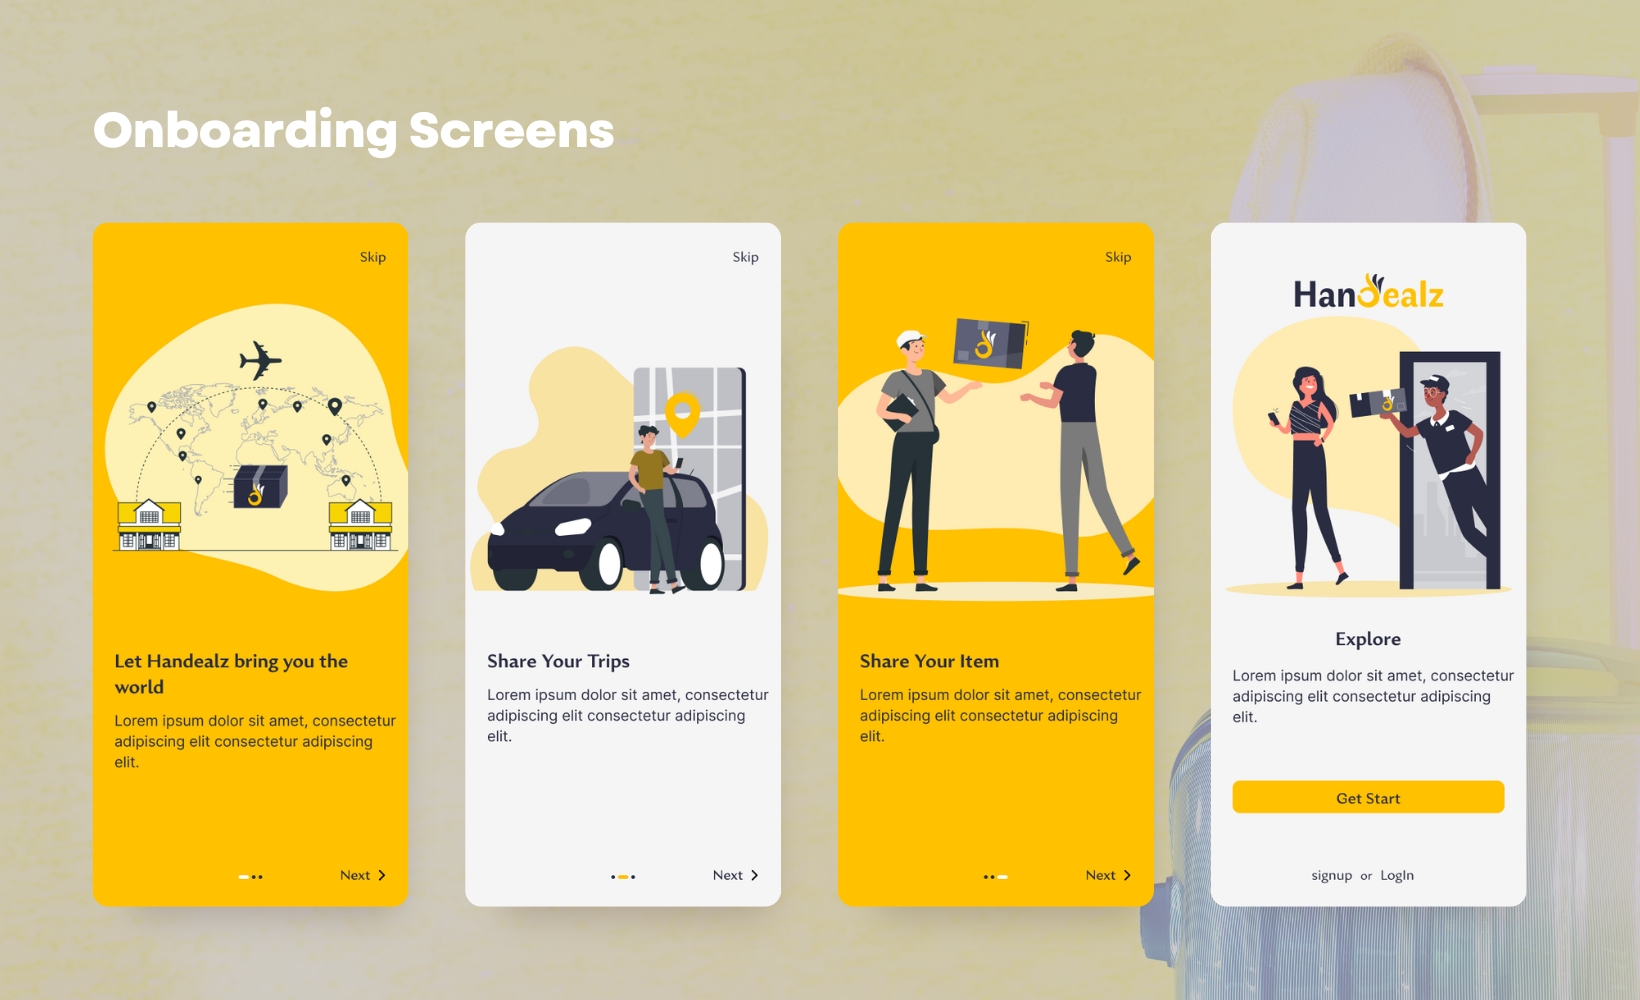 Onboarding Screens
Skip
Let Handealz bring you the
world
Lorem ipsum dolor sit amet, consectetur
adipiscing elit consectetur adipiscing
elit.
Next
Skip
Share Your Trips
Lorem ipsum dolor sit amet, consectetur
adipiscing elit consectetur adipiscing
elit.
Next
Skip
Share Your Item
Lorem ipsum dolor sit amet, consectetur
adipiscing elit consectetur adipiscing
elit.
Next
Handealz
Explore
Lorem ipsum dolor sit amet, consectetur
adipiscing elit consectetur adipiscing
elit.
Get Start
signup or LogIn